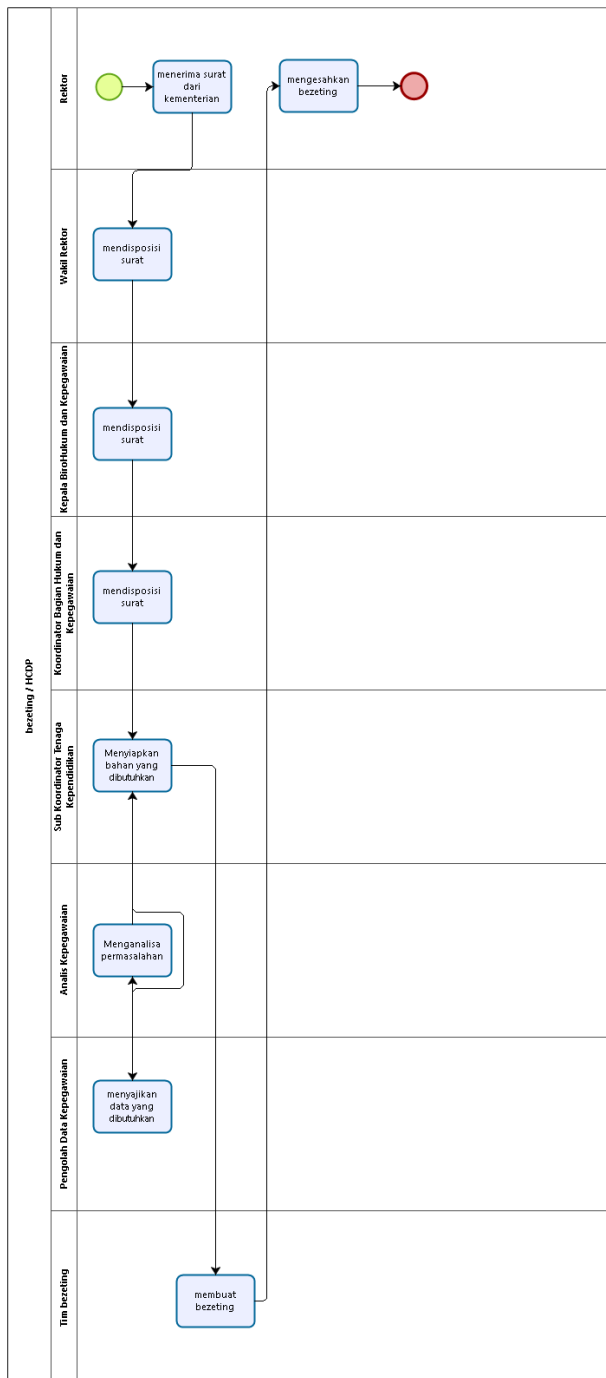 bezeting / HCDP
Rektor
menerima surat
dari
kementerian
mengesahkan
bezeting
Wakil Rektor
mendisposisi
surat
Kepala BiroHukum dan Kepegawaian
mendisposisi
surat
Koordinator Bagian Hukum dan
Kepegawaian
mendisposisi
surat
Sub Koordinator Tenaga
Kependidikan
Menyiapkan
bahan yang
dibutuhkan
Analis Kepegawaian
Menganalisa
permasalahan
Pengolah Data Kepegawaian
menyajikan
data yang
dibutuhkan
Tim bezeting
membuat
bezeting